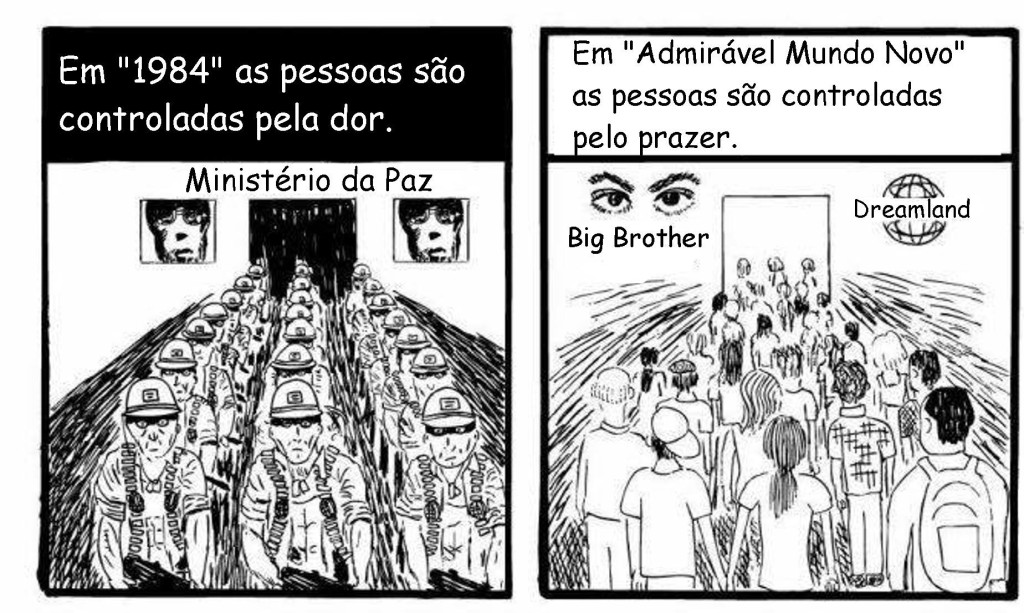 Em "1984" as pessoas são
controladas pela dor.
Ministério da Paz
Em "Admirável Mundo Novo"
as pessoas são controladas
pelo prazer.
Big Brother
Dreamland